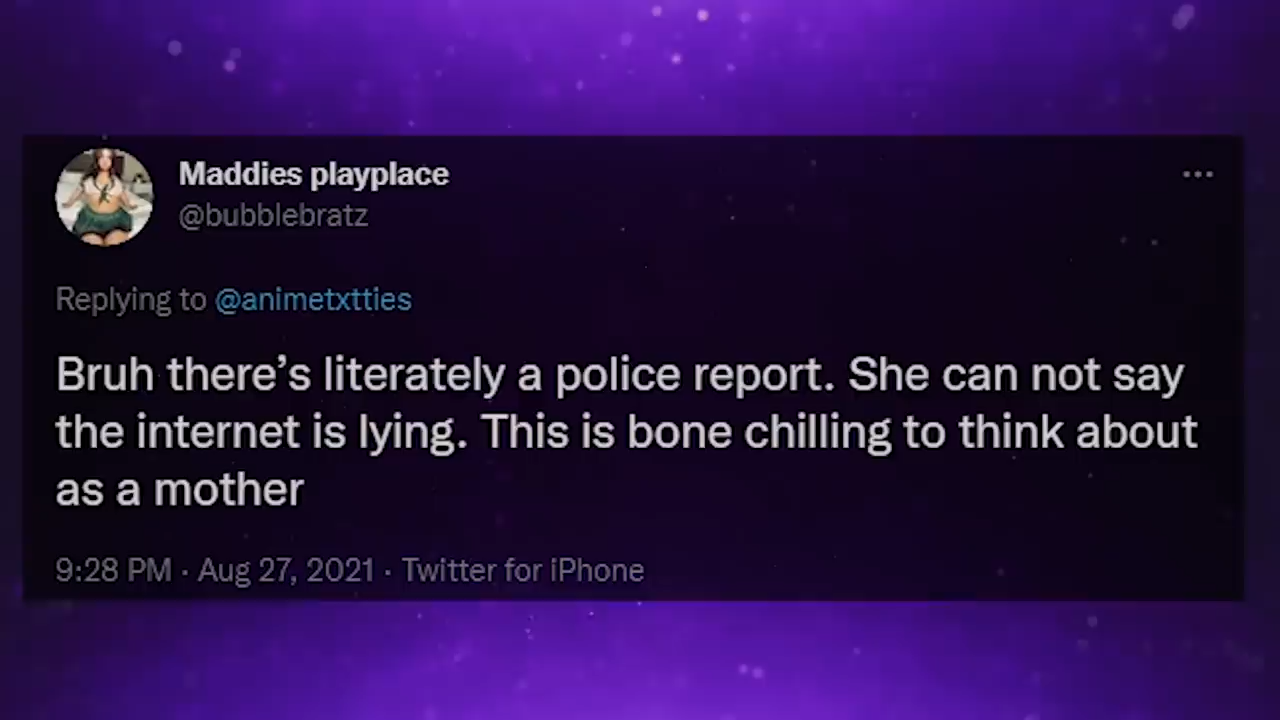 Maddies playplace
@bubblebratz
Replying to @animetxtties
Bruh there’s literately a police report. She can not say
the internet is lying. This is bone chilling to think about
as a mother
9:28 PM · Aug 27, 2021 · Twitter for iPhone